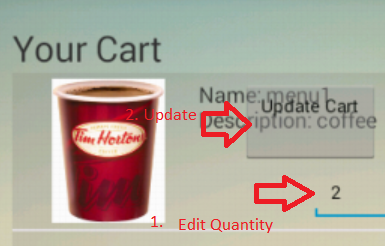 Your Cart
Name: menu1
Update Cart
2. Update
Description: coffee
Tim Hortons
2
1. Edit Quantity